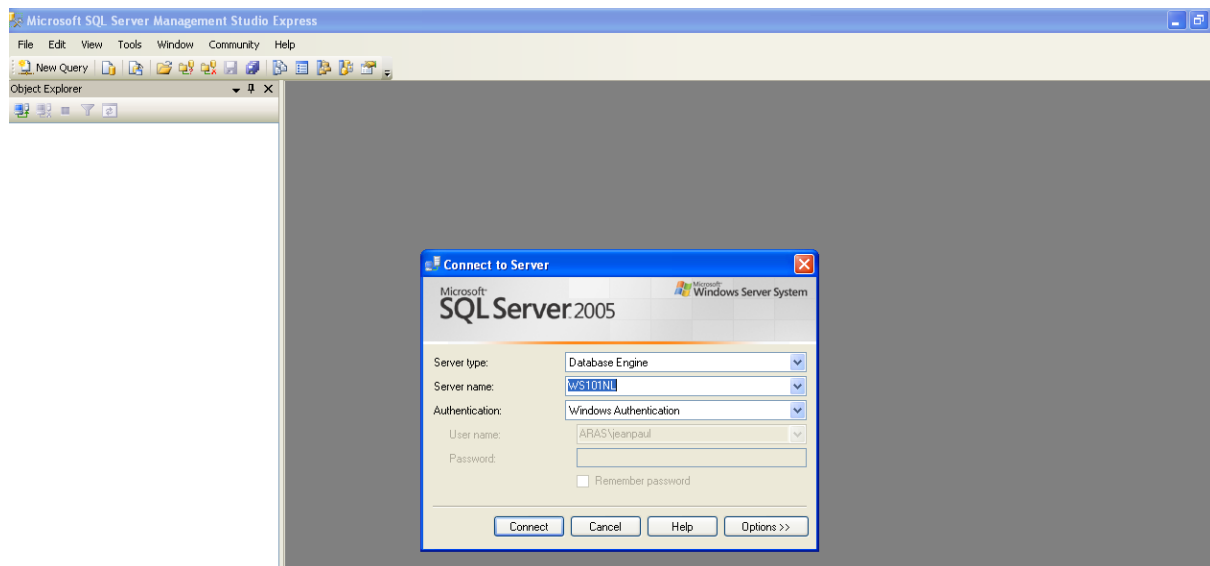 Microsoft SQL Server Management Studio Express
File Edit View Tools Window Community Help
New Query
Object Explorer
Connect to Server
Microsoft
SQL Server 2005
Microsoft
Windows Server System
Server type: Database Engine
Server name: WS101NL
Authentication: Windows Authentication
User name: ARAS\jeanpaul
Password:
Remember password
Connect Cancel Help Options >>